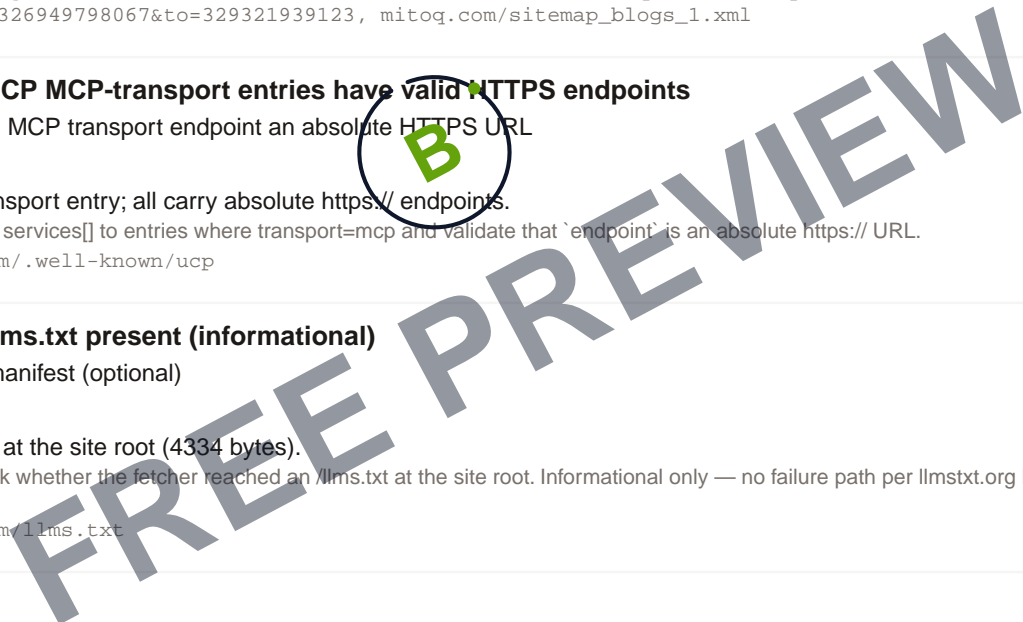 326949798067&to=329321939123, mitoq.com/sitemap_blogs_1.xml
CP MCP-transport entries have valid HTTPS endpoints
MCP transport endpoint an absolute HTTPS URL
B
nsport entry; all carry absolute https:// endpoints.
services[] to entries where transport=mcp and validate that `endpoint` is an absolute https:// URL.
m/.well-known/ucp
lms.txt present (informational)
manifest (optional)
at the site root (4334 bytes).
k whether the fetcher reached an /llms.txt at the site root. Informational only — no failure path per llmstxt.org
m/llms.txt
FREE PREVIEW